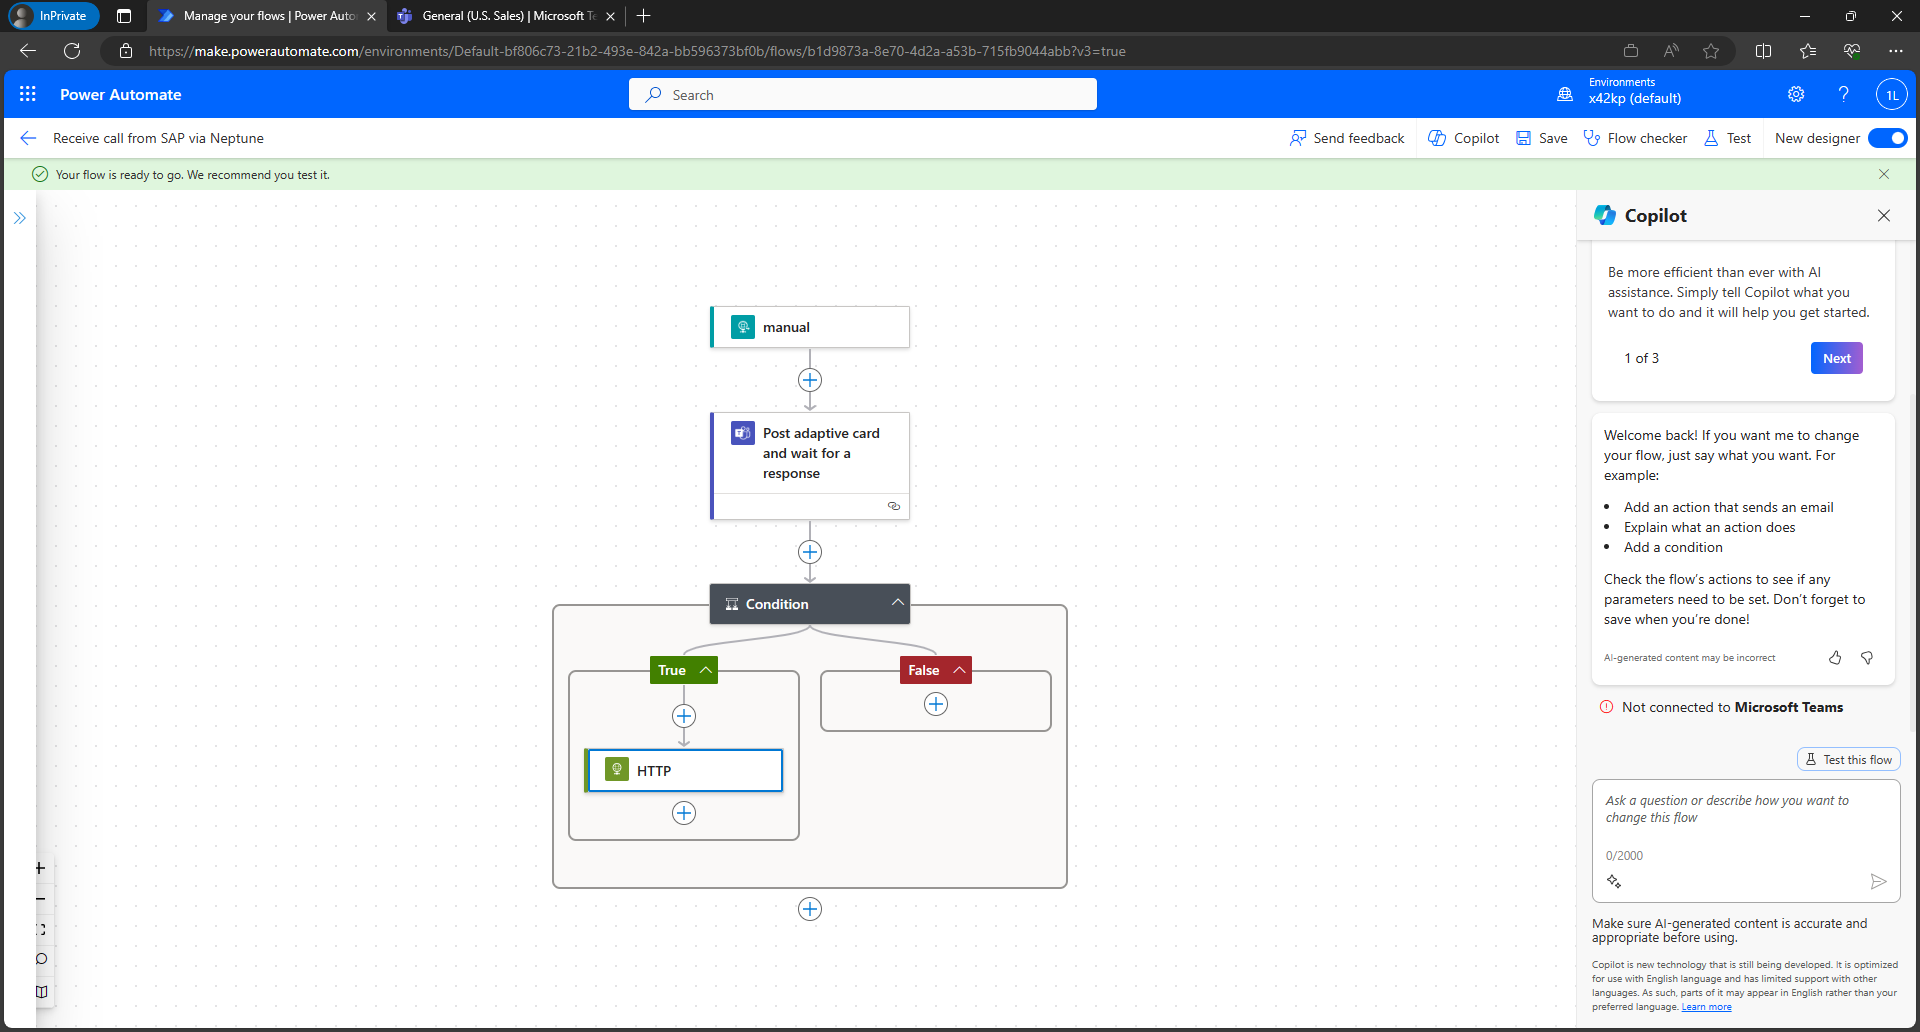 InPrivate
Manage your flows | Power Auto
General (U.S. Sales) | Microsoft Te
https://make.powerautomate.com/environments/Default-bf806c73-21b2-493e-842a-bb596373bf0b/flows/b1d9873a-8e70-4d2a-a53b-715fb9044abb?v3=true
Power Automate
Search
Environments
x42kp (default)
?
1L
Receive call from SAP via Neptune
Send feedback
Copilot
Save
Flow checker
Test
New designer
Your flow is ready to go. We recommend you test it.
manual
Post adaptive card
and wait for a
response
Condition
True
False
HTTP
Copilot
Be more efficient than ever with AI
assistance. Simply tell Copilot what you
want to do and it will help you get started.
1 of 3
Next
Welcome back! If you want me to change
your flow, just say what you want. For
example:
• Add an action that sends an email
• Explain what an action does
• Add a condition
Check the flow's actions to see if any
parameters need to be set. Don't forget to
save when you're done!
AI-generated content may be incorrect
Not connected to Microsoft Teams
Test this flow
Ask a question or describe how you want to
change this flow
0/2000
Make sure AI-generated content is accurate and
appropriate before using.
Copilot is new technology that is still being developed. It is optimized
for use with English language and has limited support with other
languages. As such, parts of it may appear in English rather than your
preferred language. Learn more